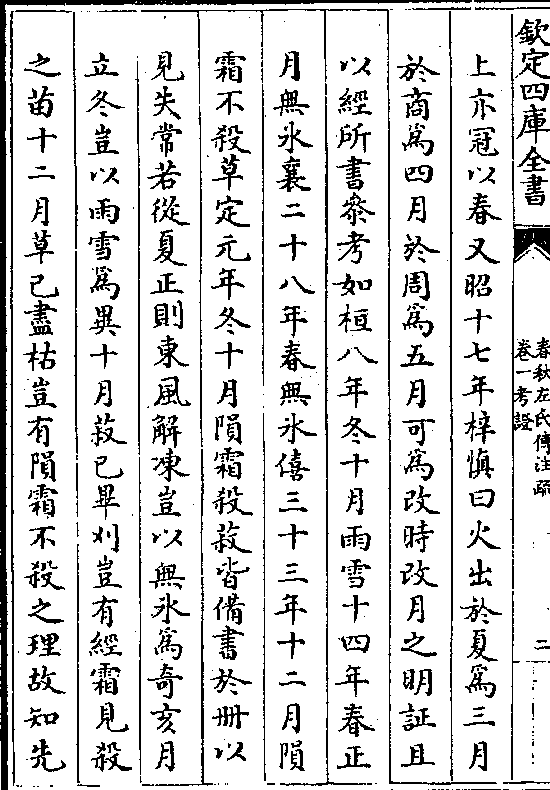 欽定四庫全書
春秋左氏傳注疏
卷一考證
二
上亦冠以春又昭十七年梓慎曰火出於夏爲三月
於商爲四月於周爲五月可爲改時改月之明証且
以經所書叅考如桓八年冬十月雨雪十四年春正
月無氷襄二十八年春無氷僖三十三年十二月隕
霜不殺草定元年冬十月隕霜殺菽皆備書於冊以
見失常若從夏正則東風解凍豈以無氷爲奇亥月
立冬豈以雨雪爲異十月菽已畢刈豈有經霜見殺
之苗十二月草已盡枯豈有隕霜不殺之理故知先